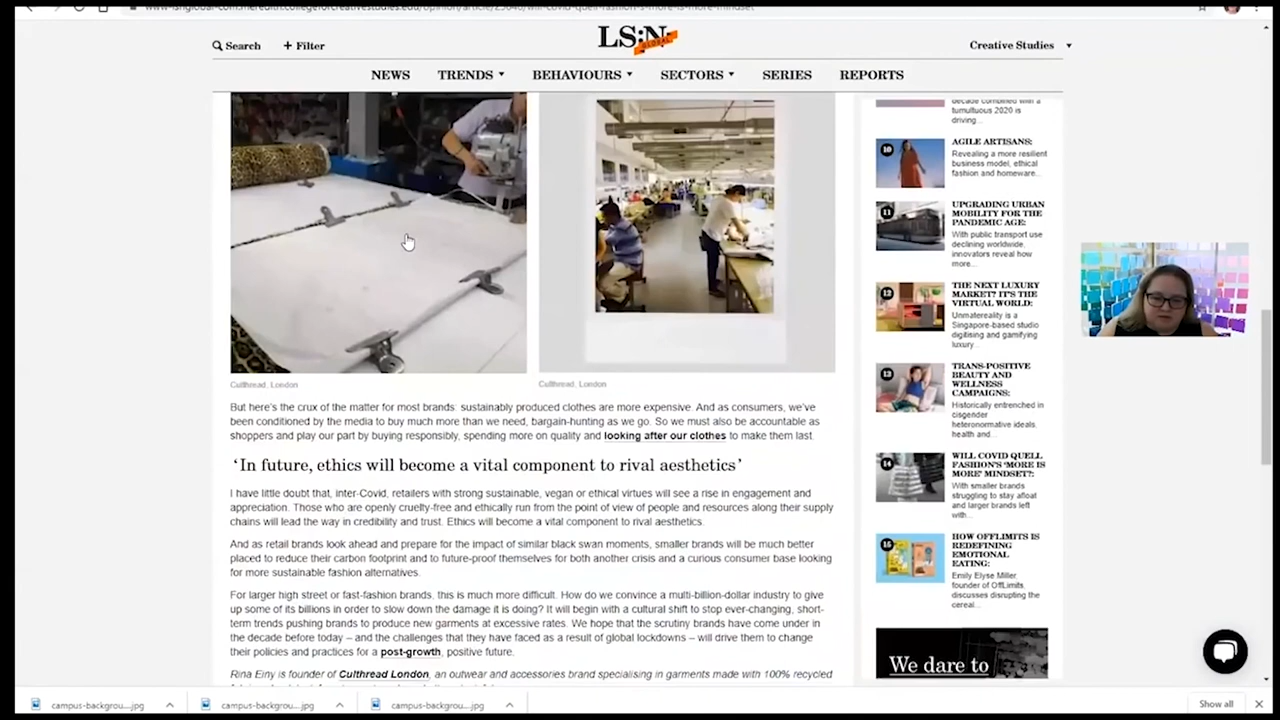 Search
Filter
LS:N
GLOBAL
Creative Studies
NEWS
TRENDS
BEHAVIOURS
SECTORS
SERIES
REPORTS
Cullthread, London
Cullthread, London
But here's the crux of the matter for most brands: sustainably produced clothes are more expensive. And as consumers, we've
been conditioned by the media to buy much more than we need, bargain-hunting as we go. So we must also be accountable as
shoppers and play our part by buying responsibly, spending more on quality and looking after our clothes to make them last.
'In future, ethics will become a vital component to rival aesthetics'
I have little doubt that, inter-Covid, retailers with strong sustainable, vegan or ethical virtues will see a rise in engagement and
appreciation. Those who are openly cruelty-free and ethically run from the point of view of people and resources along their supply
chains will lead the way in credibility and trust. Ethics will become a vital component to rival aesthetics.
And as retail brands look ahead and prepare for the impact of similar black swan moments, smaller brands will be much better
placed to reduce their carbon footprint and to future-proof themselves for both another crisis and a curious consumer base looking
for more sustainable fashion alternatives.
For larger high street or fast-fashion brands, this is much more difficult. How do we convince a multi-billion-dollar industry to give
up some of its billions in order to slow down the damage it is doing? It will begin with a cultural shift to stop ever-changing, short-
term trends pushing brands to produce new garments at excessive rates. We hope that the scrutiny brands have come under in
the decade before today – and the challenges that they have faced as a result of global lockdowns – will drive them to change
their policies and practices for a post-growth, positive future.
Rina Einy is founder of Culthread London, an outwear and accessories brand specialising in garments made with 100% recycled
decade combined with a
tumultuous 2020 is
driving...
10
AGILE ARTISANS:
Revealing a more resilient
business model, ethical
fashion and homeware...
11
UPGRADING URBAN
MOBILITY FOR THE
PANDEMIC AGE:
With public transport use
declining worldwide,
innovators reveal how
more...
12
THE NEXT LUXURY
MARKET? IT'S THE
VIRTUAL WORLD:
Unmatereality is a
Singapore-based studio
digitising and gamifying
luxury...
13
TRANS-POSITIVE
BEAUTY AND
WELLNESS
CAMPAIGNS:
Historically entrenched in
cisgender
heteronormative ideals,
health and...
14
WILL COVID QUELL
FASHION'S 'MORE IS
MORE' MINDSET?:
With smaller brands
struggling to stay afloat
and larger brands left
with...
15
HOW OFFLIMITS IS
REDEFINING
EMOTIONAL
EATING:
Emily Elyse Miller,
founder of OffLimits,
discusses disrupting the
cereal...
We dare to
campus-backgrou....jpg
campus-backgrou....jpg
campus-backgrou....jpg
Show all